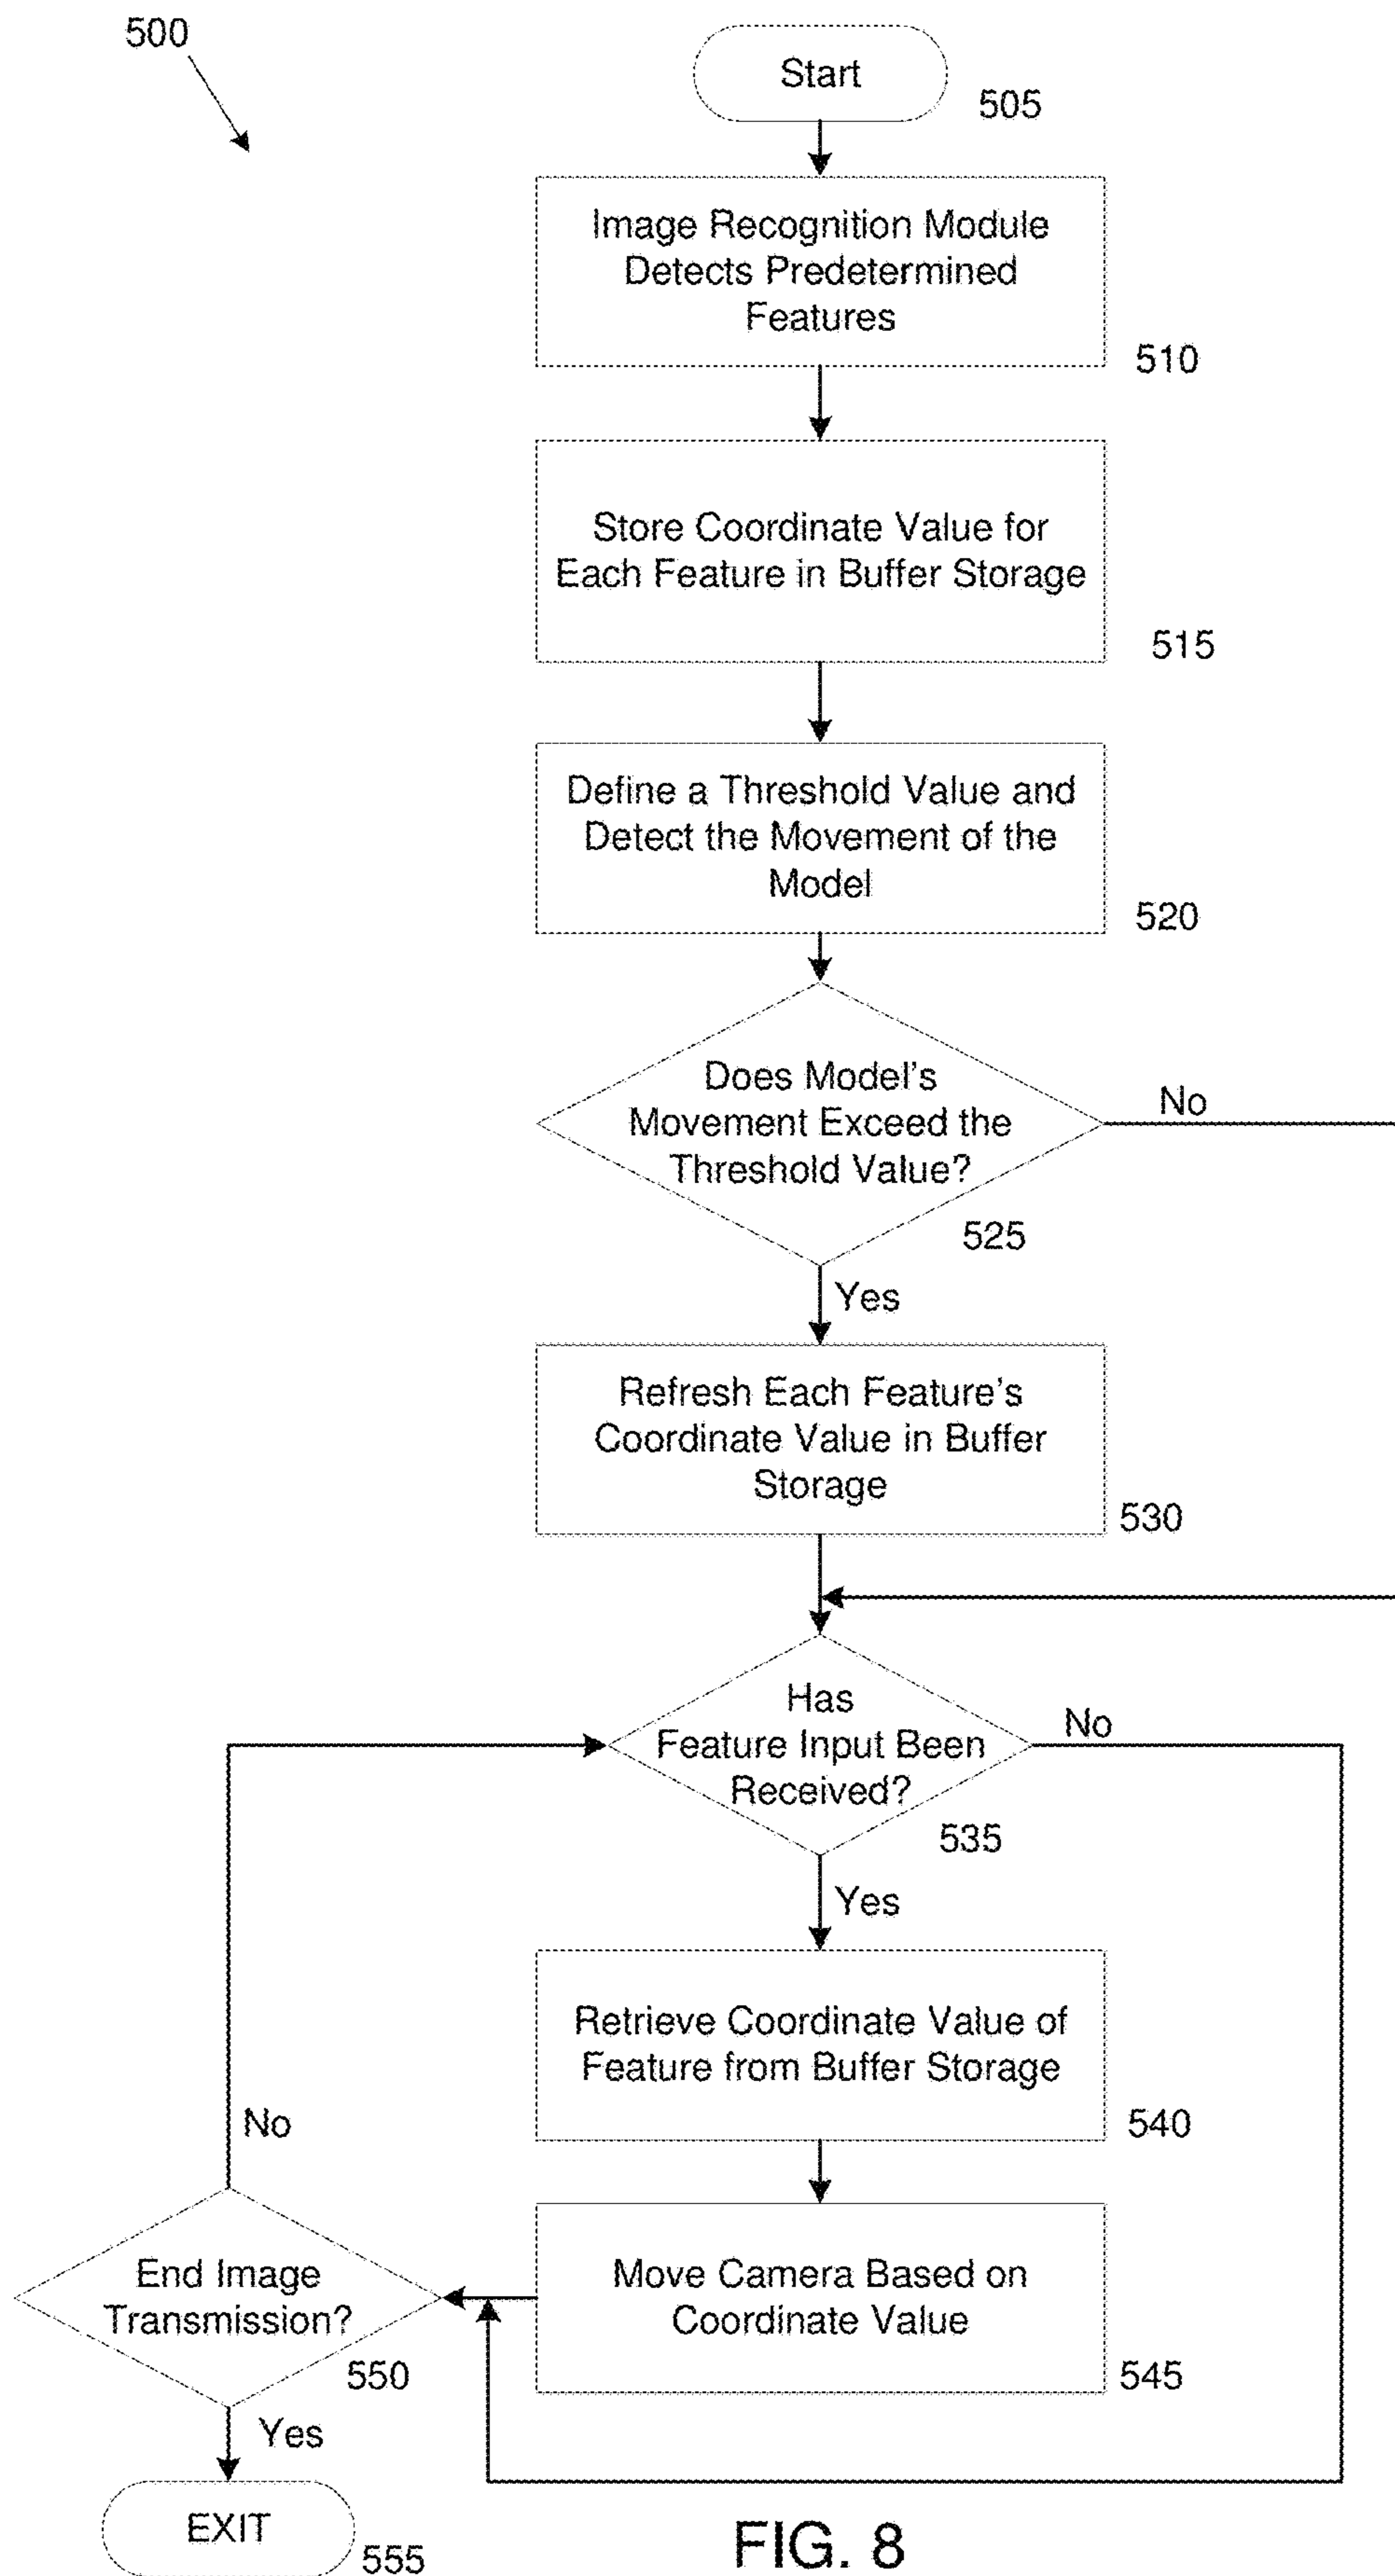 500
Start
505
Image Recognition Module
Detects Predetermined
Features
510
Store Coordinate Value for
Each Feature in Buffer Storage
515
Define a Threshold Value and
Detect the Movement of the
Model
520
Does Model's
Movement Exceed the
Threshold Value?
No
525
Yes
Refresh Each Feature's
Coordinate Value in Buffer
Storage
530
Has
Feature Input Been
Received?
No
535
Yes
Retrieve Coordinate Value of
Feature from Buffer Storage
540
No
End Image
Transmission?
550
Move Camera Based on
Coordinate Value
545
Yes
EXIT
555
FIG. 8